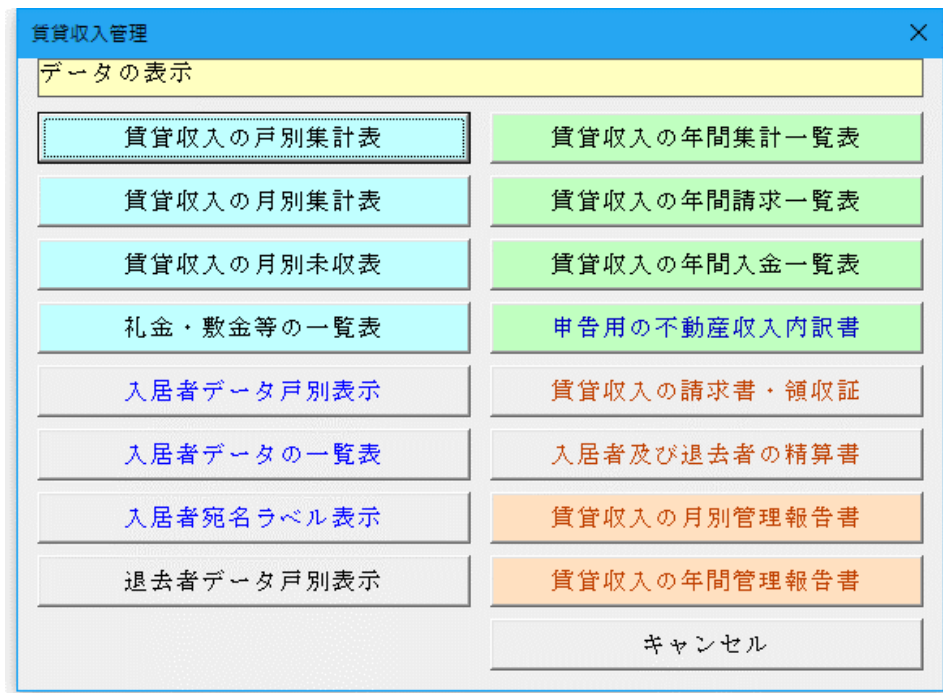 賃貸収入管理
データの表示
賃貸収入の戸別集計表
賃貸収入の年間集計一覧表
賃貸収入の月別集計表
賃貸収入の年間請求一覧表
賃貸収入の月別未収表
賃貸収入の年間入金一覧表
礼金・敷金等の一覧表
申告用の不動産収入内訳書
入居者データ戸別表示
賃貸収入の請求書・領収証
入居者データの一覧表
入居者及び退去者の精算書
入居者宛名ラベル表示
賃貸収入の月別管理報告書
退去者データ戸別表示
賃貸収入の年間管理報告書
キャンセル